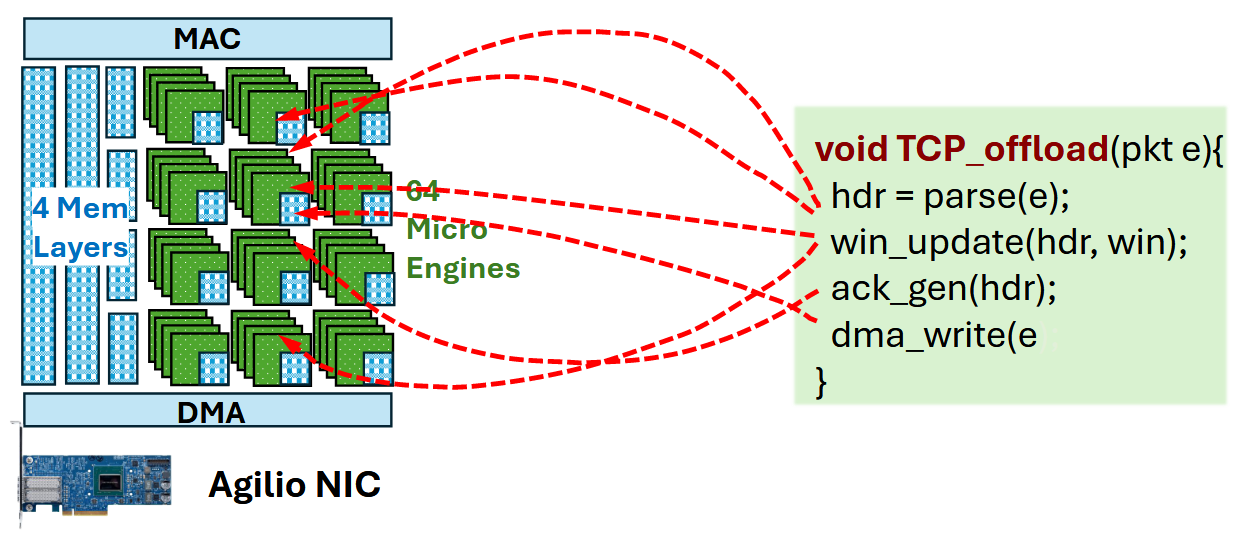 MAC
4 Mem
Layers
64
Micro
Engines
DMA
Agilio NIC
void TCP_offload(pkt e){
hdr = parse(e);
win_update(hdr, win);
ack_gen(hdr);
dma_write(e
}